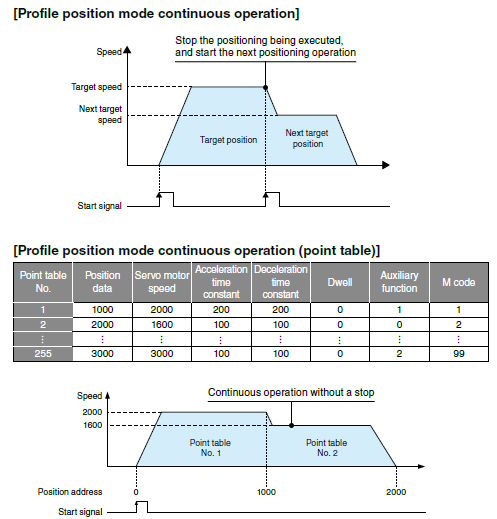 [Profile position mode continuous operation]
Stop the positioning being executed,
and start the next positioning operation
Speed
Target speed
Next target
speed
Target position
Next target
position
Start signal
[Profile position mode continuous operation (point table)]
Point table No. Position data Servo motor speed Acceleration time constant Deceleration time constant Dwell Auxiliary function M code
1 1000 2000 200 200 0 1 1
2 2000 1600 100 100 0 0 2
⋮ ⋮ ⋮ ⋮ ⋮ ⋮ ⋮ ⋮
255 3000 3000 100 100 0 2 99
Speed
Continuous operation without a stop
2000
1600
Point table
No. 1
Point table
No. 2
Position address 0 1000 2000
Start signal